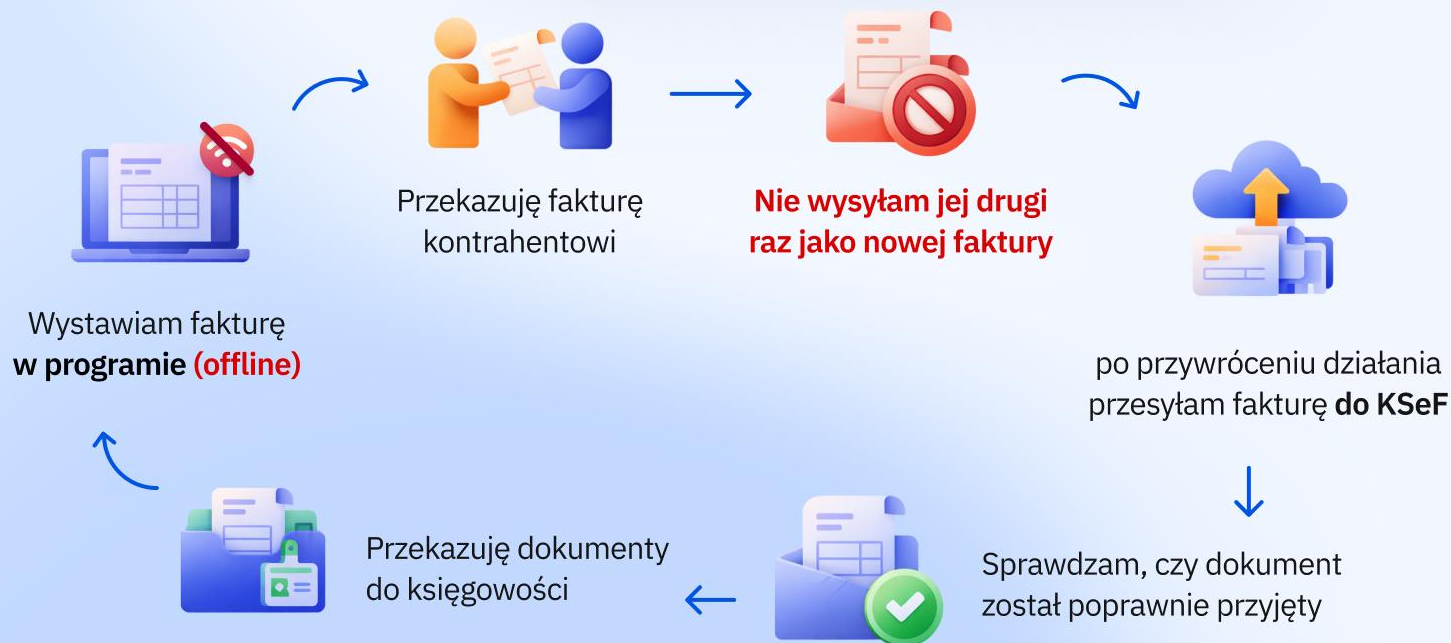 Wystawiam fakturę
w programie (offline)
Przekazuję fakturę
kontrahentowi
Nie wysyłam jej drugi
raz jako nowej faktury
po przywróceniu działania
przesyłam fakturę do KSeF
Sprawdzam, czy dokument
został poprawnie przyjęty
Przekazuję dokumenty
do księgowości